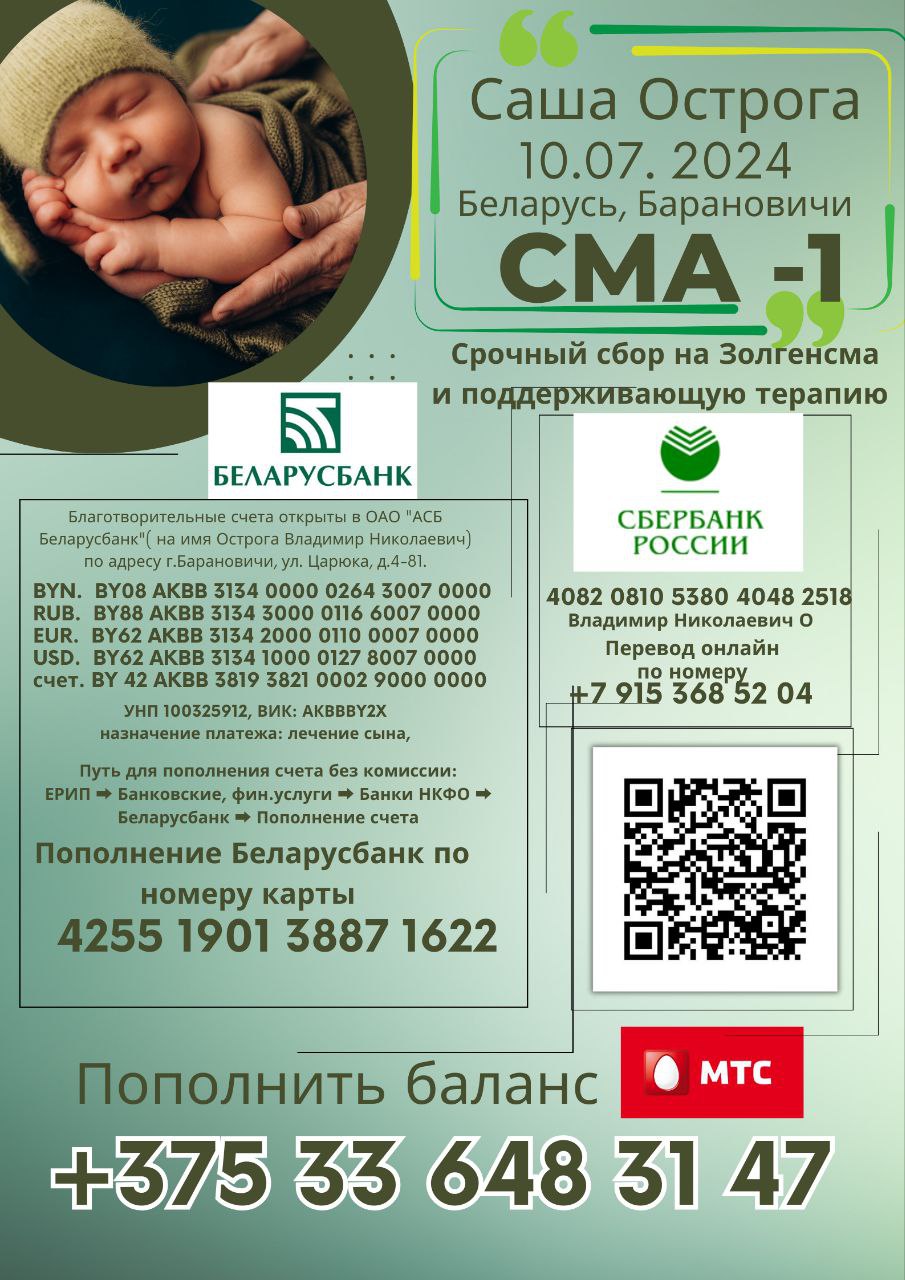 Саша Острога
10.07. 2024
Беларусь, Барановичи
СМА -1
Срочный сбор на Золгенсма
и поддерживающую терапию
БЕЛАРУСБАНК
Благотворительные счета открыты в ОАО "АСБ
Беларусбанк"( на имя Острога Владимир Николаевич)
по адресу г.Барановичи, ул. Царюка, д.4-81.
BYN. BY08 AKBB 3134 0000 0264 3007 0000
RUB. BY88 AKBB 3134 3000 0116 6007 0000
EUR. BY62 AKBB 3134 2000 0110 0007 0000
USD. BY62 AKBB 3134 1000 0127 8007 0000
счет. BY 42 AKBB 3819 3821 0002 9000 0000
УНП 100325912, ВИК: AKBBBY2X
назначение платежа: лечение сына,
Путь для пополнения счета без комиссии:
ЕРИП ➡ Банковские, фин.услуги ➡ Банки НКФО ➡
Беларусбанк ➡ Пополнение счета
Пополнение Беларусбанк по
номеру карты
4255 1901 3887 1622
СБЕРБАНК
РОССИИ
4082 0810 5380 4048 2518
Владимир Николаевич О
Перевод онлайн
по номеру
+7 915 368 52 04
Пополнить баланс
МТС
+375 33 648 31 47